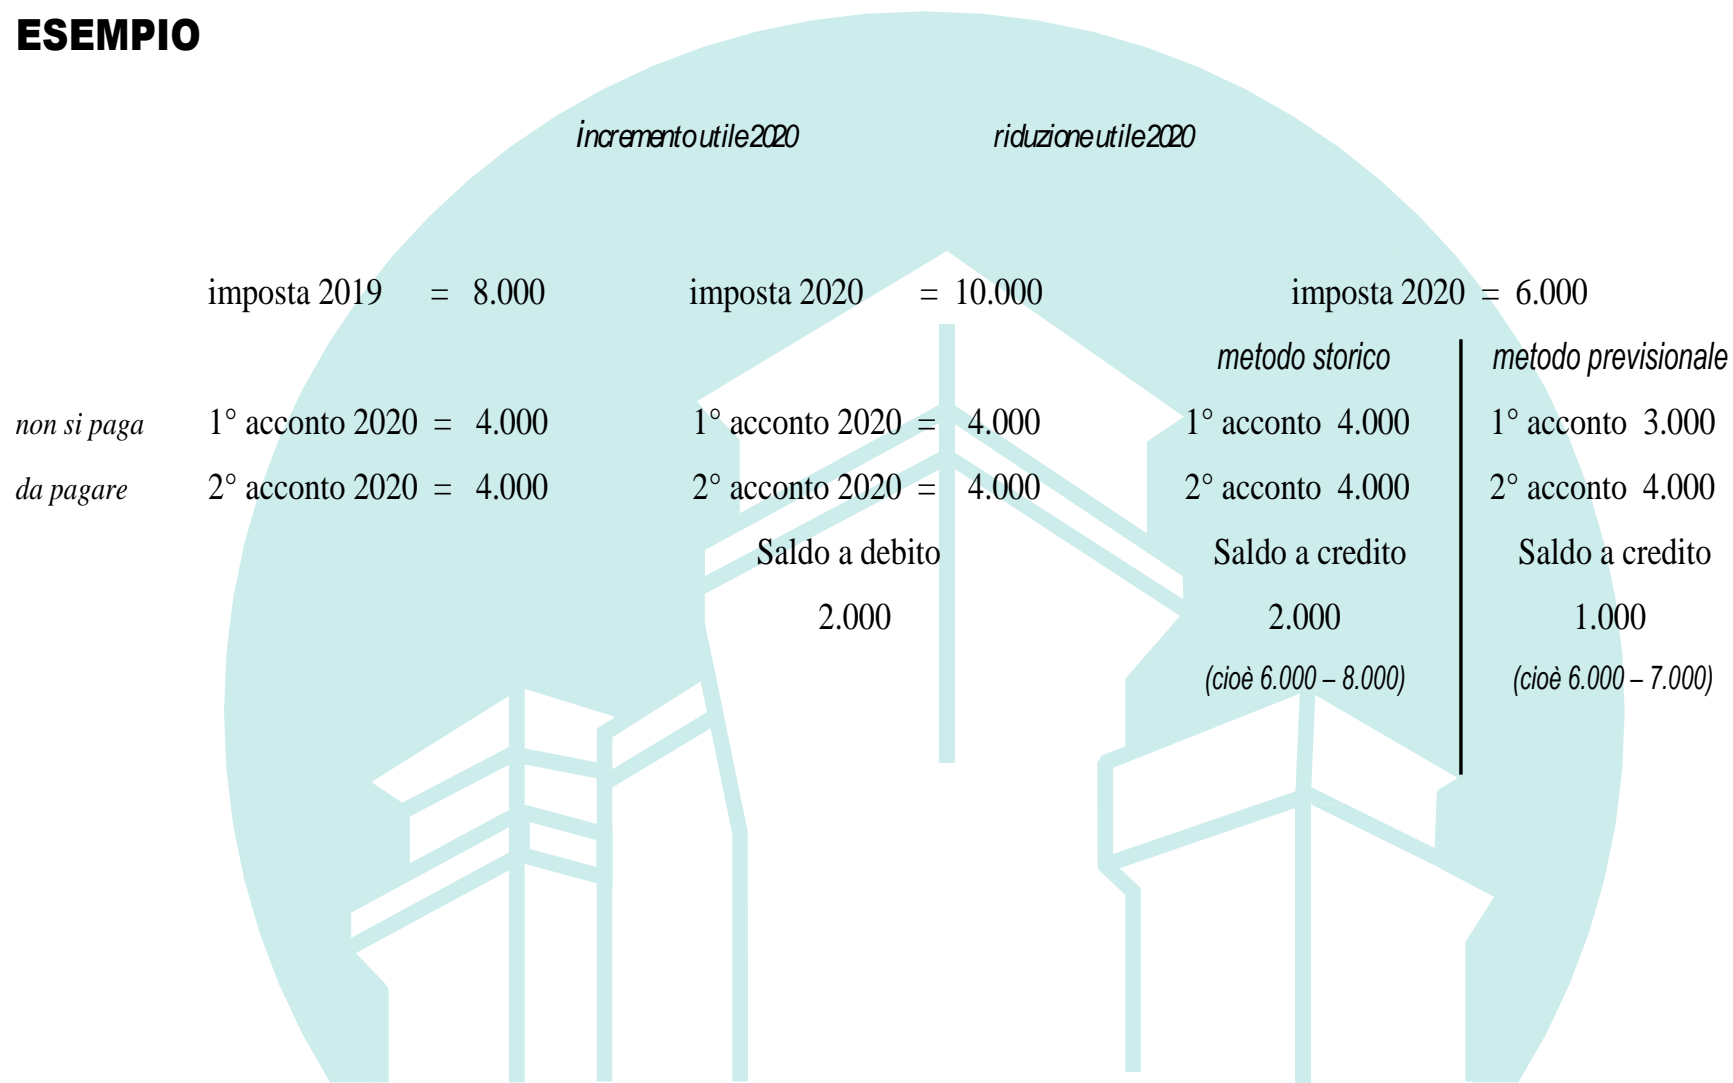 ESEMPIO
incremento utile 2020 riduzione utile 2020
imposta 2019 = 8.000 imposta 2020 = 10.000 imposta 2020 = 6.000
metodo storico metodo previsionale
non si paga 1° acconto 2020 = 4.000 1° acconto 2020 = 4.000 1° acconto 4.000 1° acconto 3.000
da pagare 2° acconto 2020 = 4.000 2° acconto 2020 = 4.000 2° acconto 4.000 2° acconto 4.000
Saldo a debito Saldo a credito Saldo a credito
2.000 2.000 1.000
(cioè 6.000 – 8.000) (cioè 6.000 – 7.000)